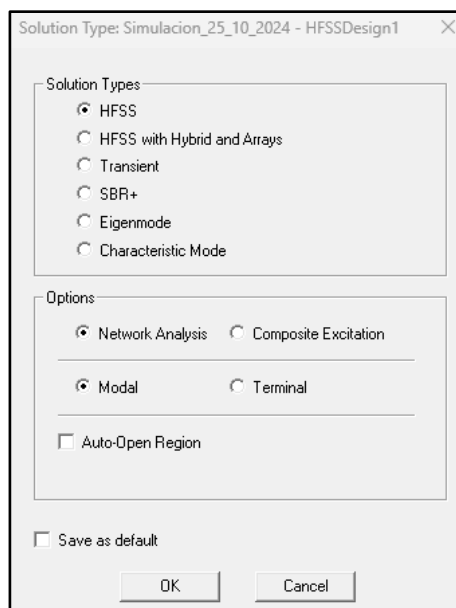 Solution Type: Simulacion_25_10_2024 - HFSSDesign1
Solution Types
HFSS
HFSS with Hybrid and Arrays
Transient
SBR+
Eigenmode
Characteristic Mode
Options
Network Analysis Composite Excitation
Modal Terminal
Auto-Open Region
Save as default
OK Cancel